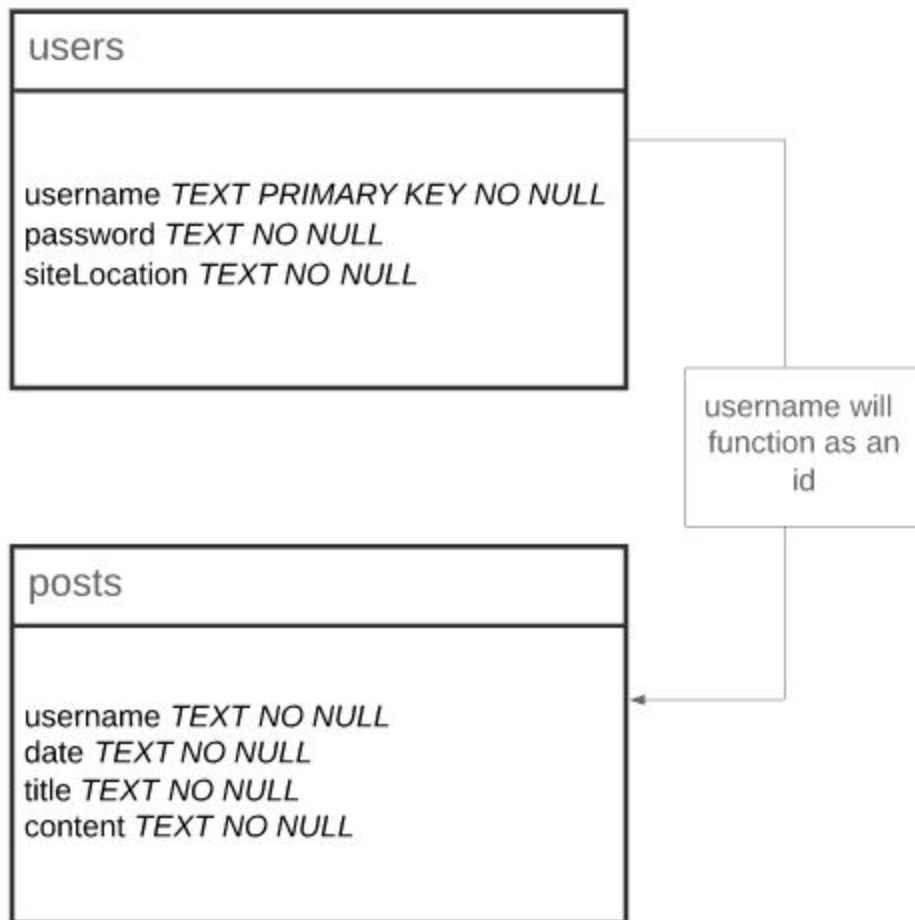 users
username TEXT PRIMARY KEY NO NULL
password TEXT NO NULL
siteLocation TEXT NO NULL
username will
function as an
id
posts
username TEXT NO NULL
date TEXT NO NULL
title TEXT NO NULL
content TEXT NO NULL